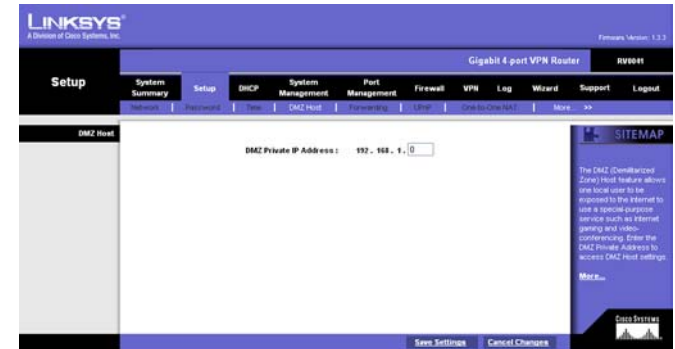 LINKSYS®
A Division of Cisco Systems, Inc.
Firmware Version: 1.3.3
Gigabit 4-port VPN Router
RV0041
Setup
System Summary
Setup
DHCP
System Management
Port Management
Firewall
VPN
Log
Wizard
Support
Logout
Network | Password | Time | DMZ Host | Forwarding | UPnP | One-to-One NAT | More... >>
DMZ Host
DMZ Private IP Address : 192 . 168 . 1 . 0
SITEMAP
The DMZ (Demilitarized
Zone) Host feature allows
one local user to be
exposed to the Internet to
use a special-purpose
service such as Internet
gaming and video-
conferencing. Enter the
DMZ Private Address to
access DMZ Host settings.
More...
Save Settings
Cancel Changes
CISCO SYSTEMS